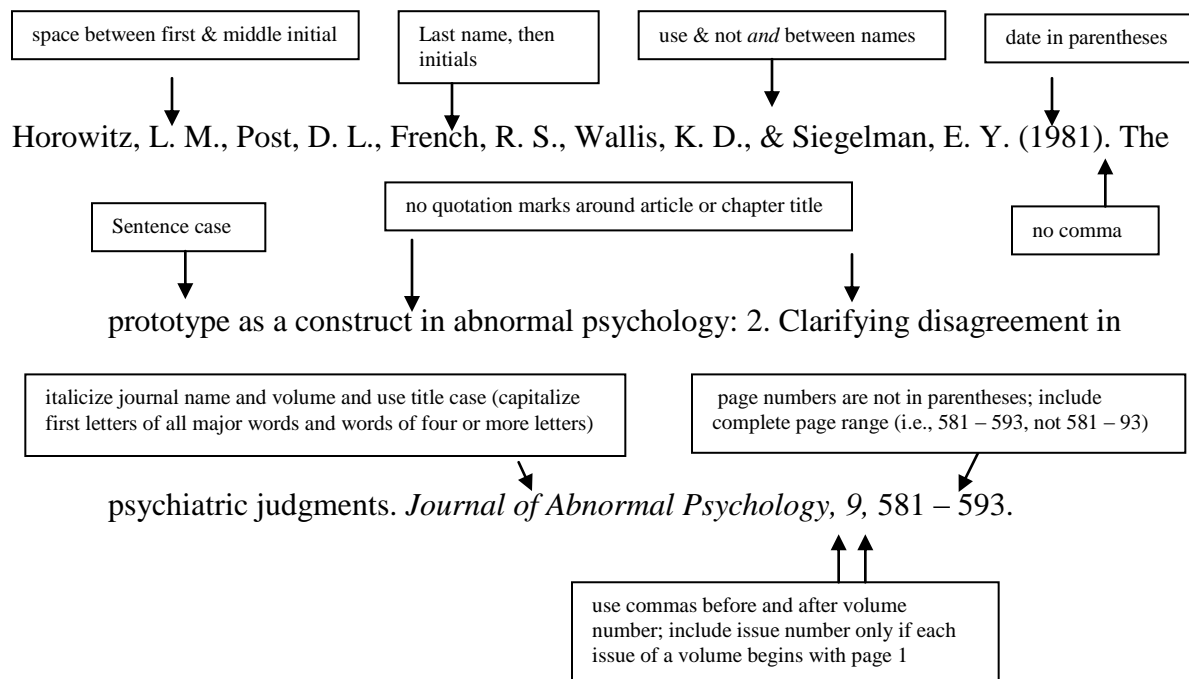 space between first & middle initial
Last name, then
initials
use & not and between names
date in parentheses
Horowitz, L. M., Post, D. L., French, R. S., Wallis, K. D., & Siegelman, E. Y. (1981). The
no quotation marks around article or chapter title
Sentence case
no comma
prototype as a construct in abnormal psychology: 2. Clarifying disagreement in
italicize journal name and volume and use title case (capitalize
first letters of all major words and words of four or more letters)
page numbers are not in parentheses; include
complete page range (i.e., 581 – 593, not 581 – 93)
psychiatric judgments. Journal of Abnormal Psychology, 9, 581 – 593.
use commas before and after volume
number; include issue number only if each
issue of a volume begins with page 1